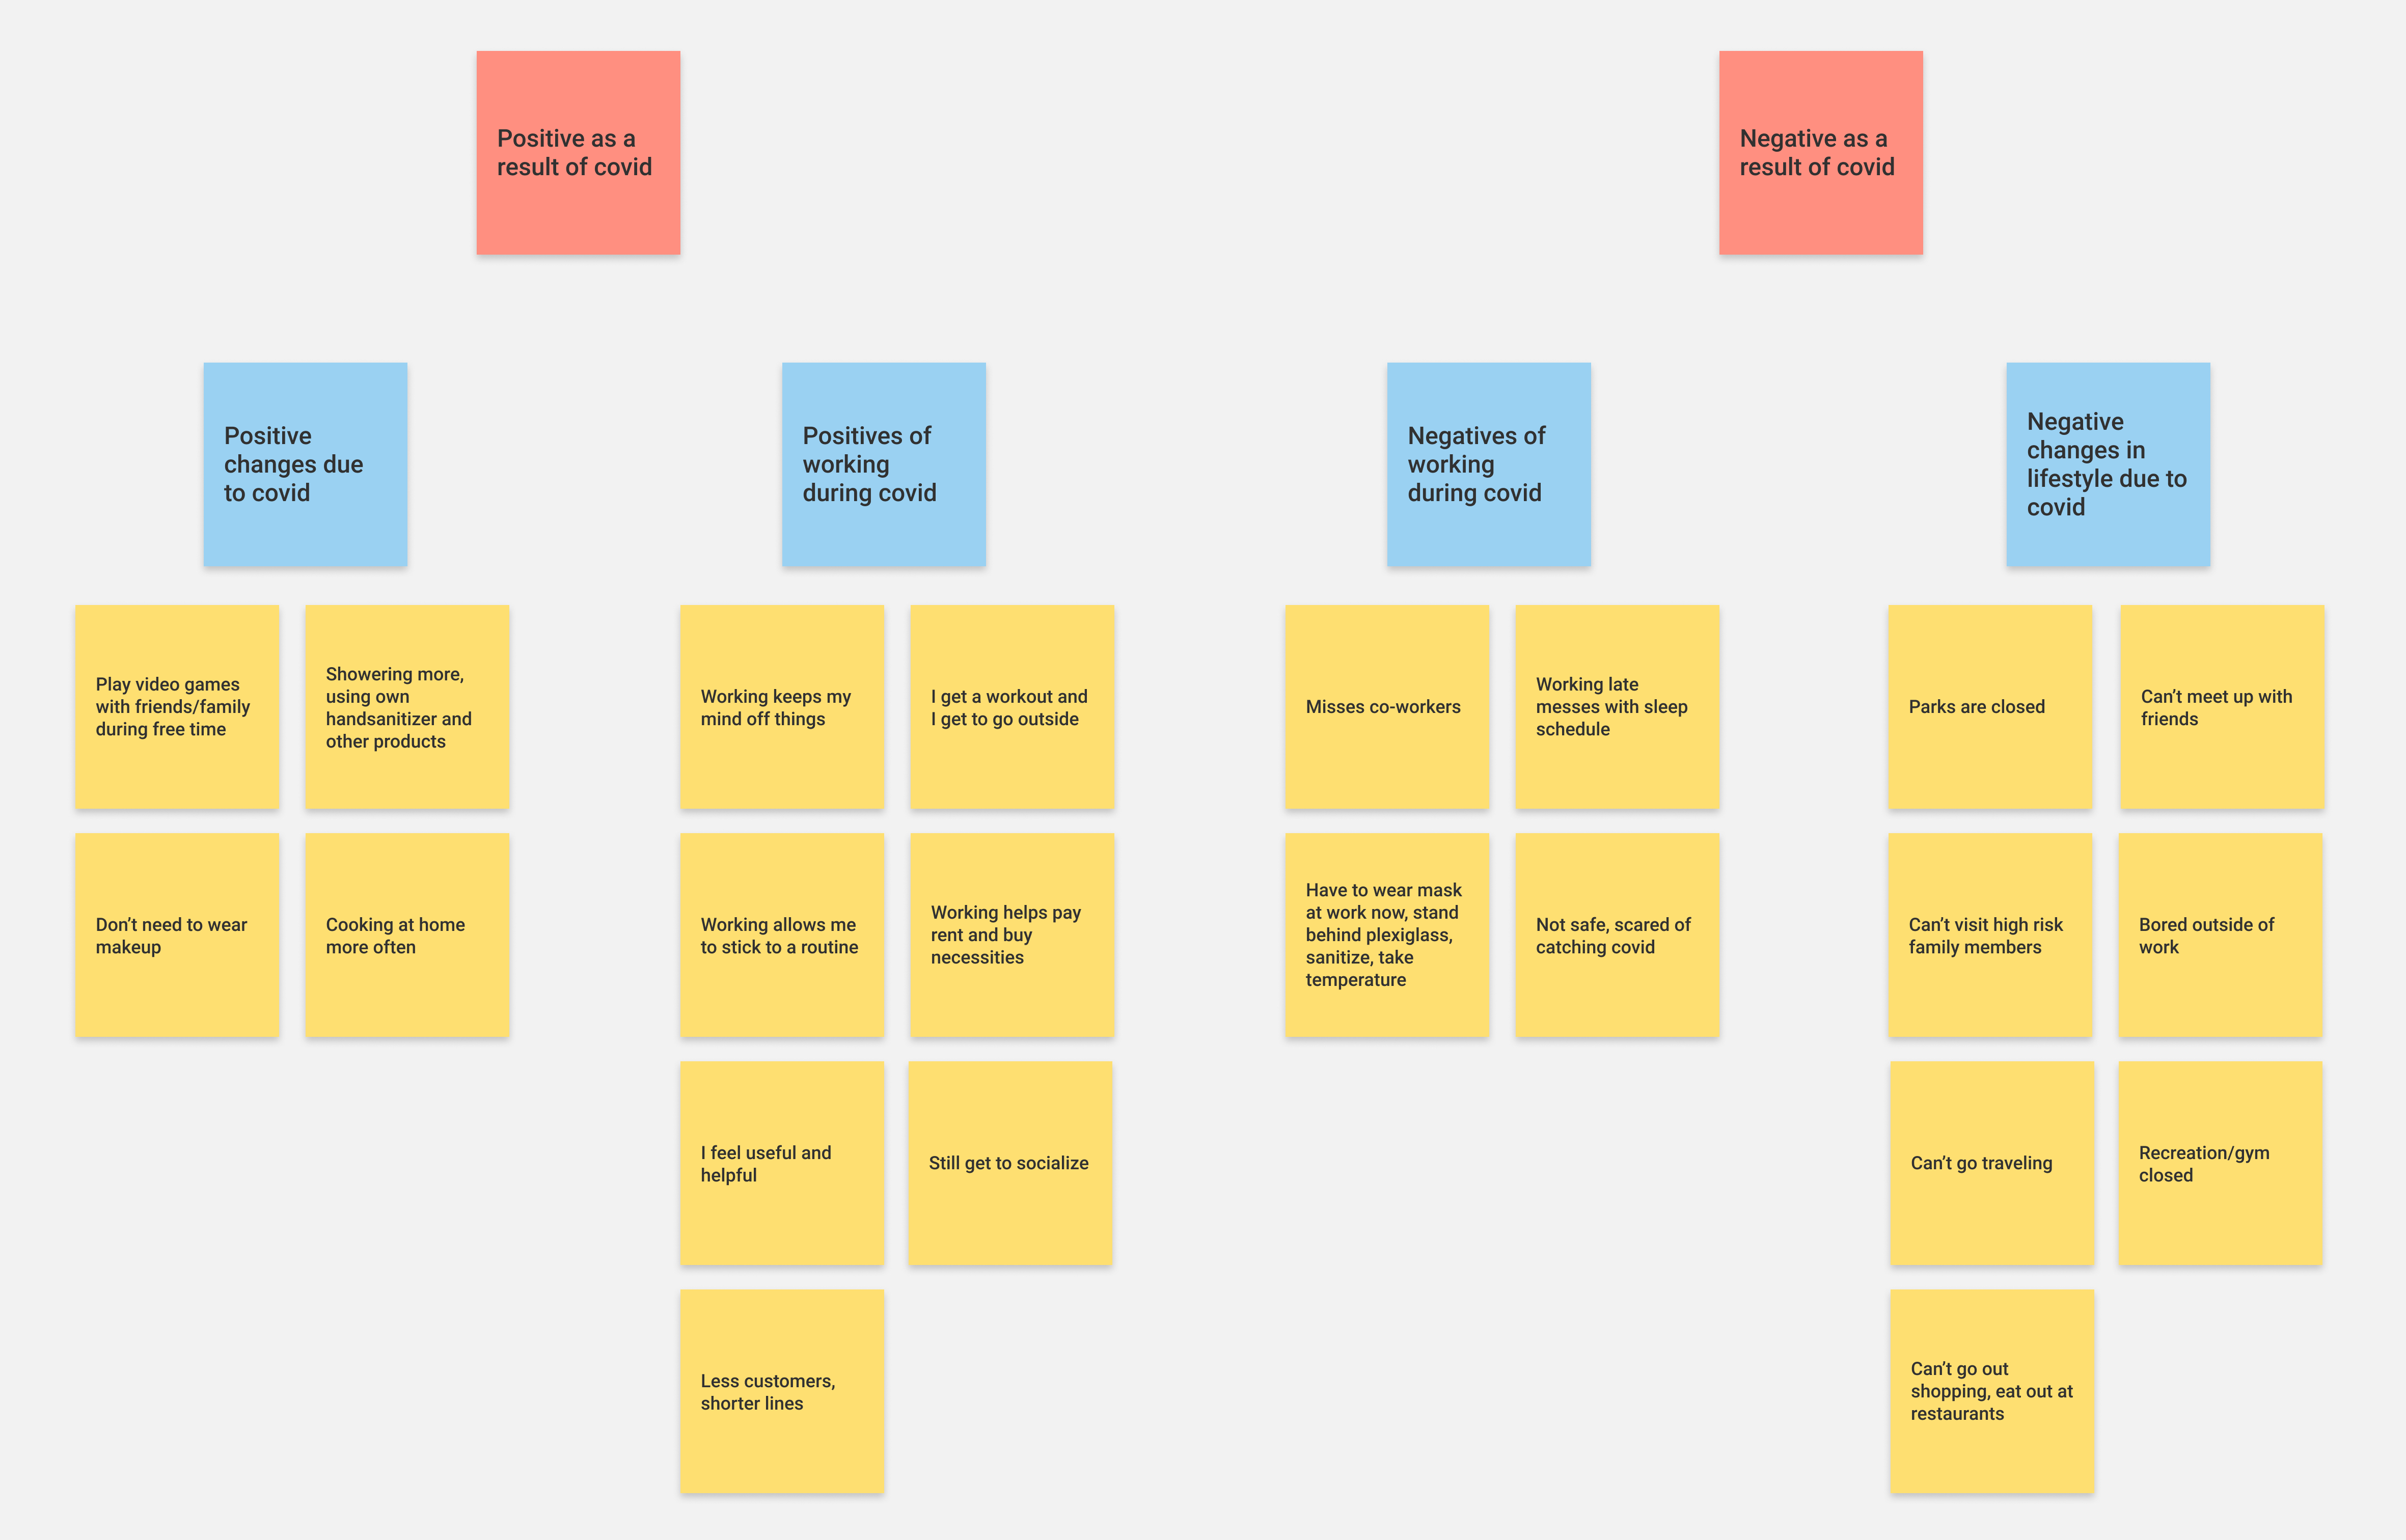 Positive as a
result of covid
Negative as a
result of covid
Positive
changes due
to covid
Positives of
working
during covid
Negatives of
working
during covid
Negative
changes in
lifestyle due to
covid
Play video games
with friends/family
during free time
Showering more,
using own
handsanitizer and
other products
Don’t need to wear
makeup
Cooking at home
more often
Working keeps my
mind off things
I get a workout and
I get to go outside
Working allows me
to stick to a routine
Working helps pay
rent and buy
necessities
I feel useful and
helpful
Still get to socialize
Less customers,
shorter lines
Misses co-workers
Working late
messes with sleep
schedule
Have to wear mask
at work now, stand
behind plexiglass,
sanitize, take
temperature
Not safe, scared of
catching covid
Parks are closed
Can’t meet up with
friends
Can’t visit high risk
family members
Bored outside of
work
Can’t go traveling
Recreation/gym
closed
Can’t go out
shopping, eat out at
restaurants